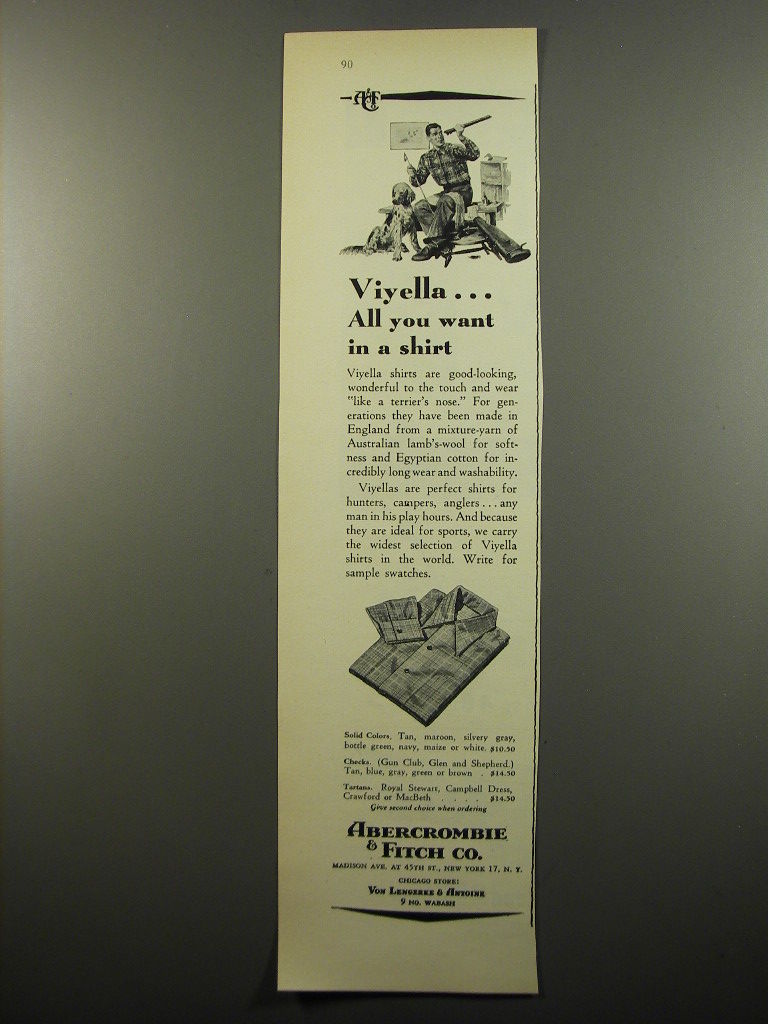 90
A&F Co
Viyella...
All you want
in a shirt
Viyella shirts are good-looking,
wonderful to the touch and wear
"like a terrier's nose." For gen-
erations they have been made in
England from a mixture-yarn of
Australian lamb's-wool for soft-
ness and Egyptian cotton for in-
credibly long wear and washability.
Viyellas are perfect shirts for
hunters, campers, anglers...any
man in his play hours. And because
they are ideal for sports, we carry
the widest selection of Viyella
shirts in the world. Write for
sample swatches.
Solid Colors. Tan, maroon, silvery gray,
bottle green, navy, maize or white. $10.50
Checks. (Gun Club, Glen and Shepherd.)
Tan, blue, gray, green or brown . $14.50
Tartans. Royal Stewart, Campbell Dress,
Crawford or MacBeth . . . . $14.50
Give second choice when ordering
ABERCROMBIE
& FITCH CO.
MADISON AVE. AT 45TH ST., NEW YORK 17, N. Y.
CHICAGO STORE:
VON LENGERKE & ANTOINE
9 NO. WABASH